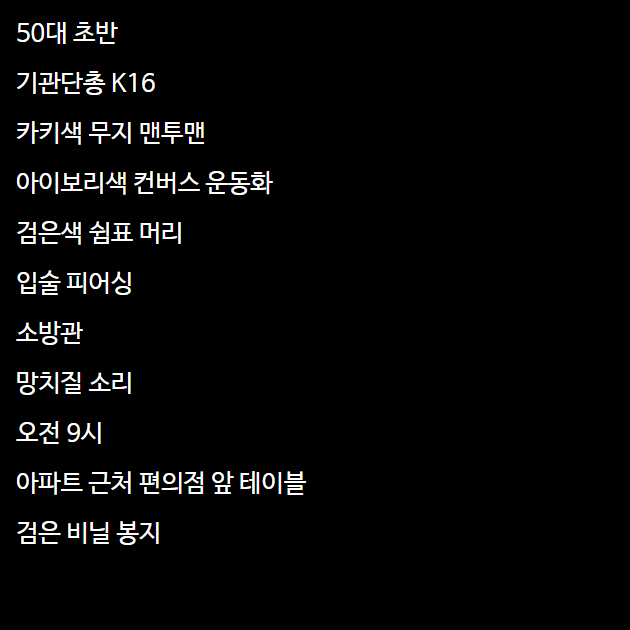 50대 초반
기관단총 K16
카키색 무지 맨투맨
아이보리색 컨버스 운동화
검은색 쉼표 머리
입술 피어싱
소방관
망치질 소리
오전 9시
아파트 근처 편의점 앞 테이블
검은 비닐 봉지